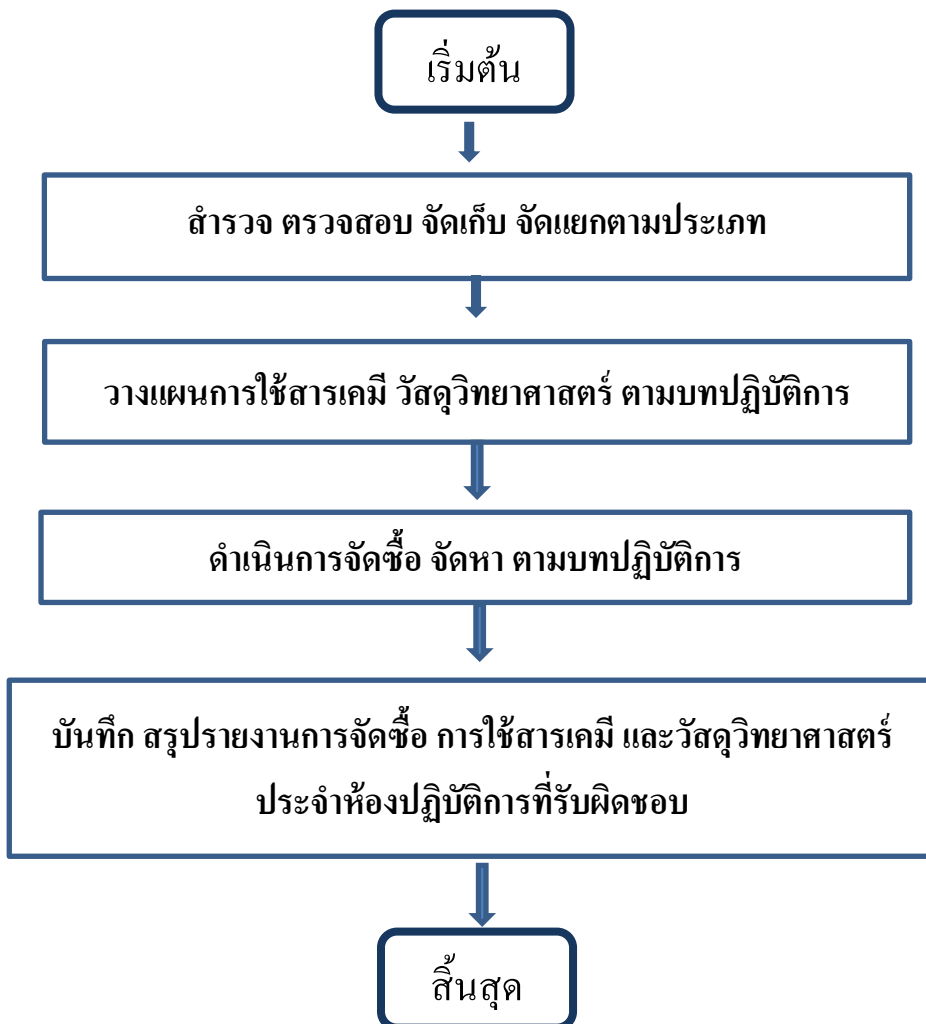 เริ่มต้น
สำรวจ ตรวจสอบ จัดเก็บ จัดแยกตามประเภท
วางแผนการใช้สารเคมี วัสดุวิทยาศาสตร์ ตามบทปฏิบัติการ
ดำเนินการจัดซื้อ จัดหา ตามบทปฏิบัติการ
บันทึก สรุปรายงานการจัดซื้อ การใช้สารเคมี และวัสดุวิทยาศาสตร์
ประจำห้องปฏิบัติการที่รับผิดชอบ
สิ้นสุด